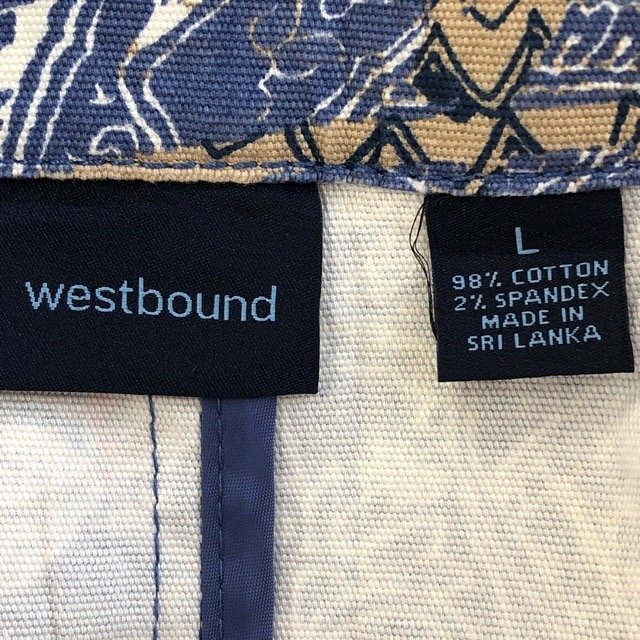 westbound
L
98% COTTON
2% SPANDEX
MADE IN
SRI LANKA